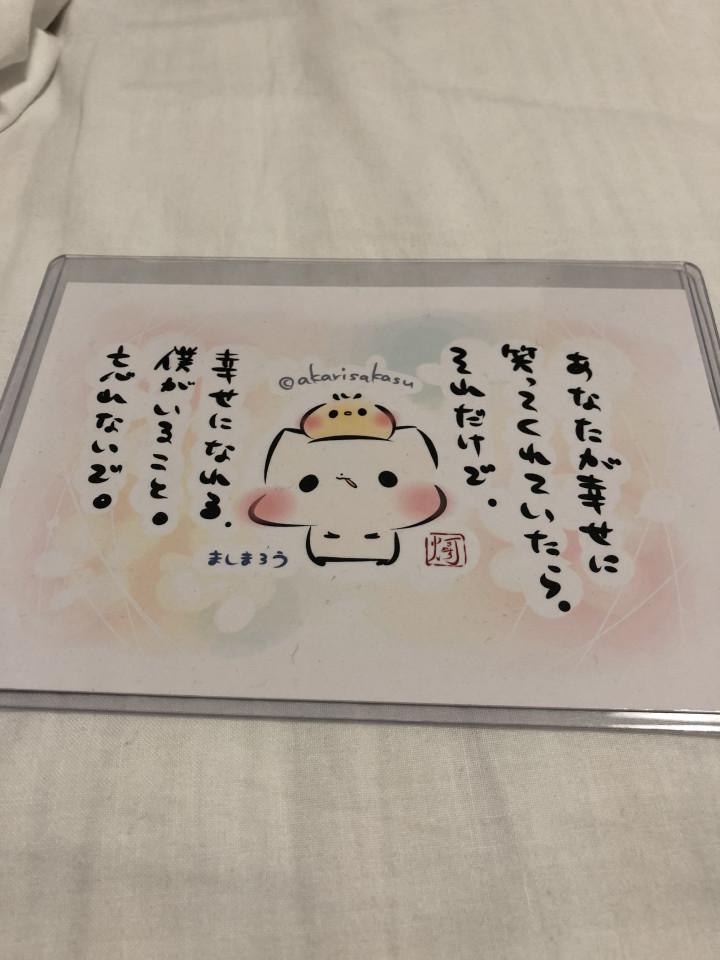 あなたが幸せに
笑ってくれていたら。
それだけで。
幸せになれる。
僕がいること。
忘れないで。
©akarisakasu
ましまろう
灯